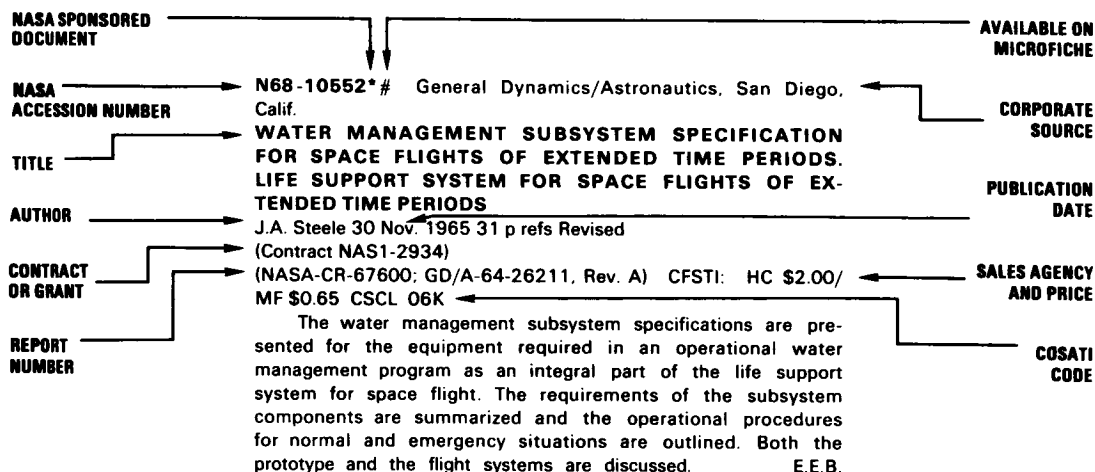 NASA SPONSORED
DOCUMENT
AVAILABLE ON
MICROFICHE
NASA
ACCESSION NUMBER
N68-10552*# General Dynamics/Astronautics, San Diego,
Calif.
CORPORATE
SOURCE
TITLE
WATER MANAGEMENT SUBSYSTEM SPECIFICATION
FOR SPACE FLIGHTS OF EXTENDED TIME PERIODS.
LIFE SUPPORT SYSTEM FOR SPACE FLIGHTS OF EX-
TENDED TIME PERIODS
PUBLICATION
DATE
AUTHOR
J.A. Steele 30 Nov. 1965 31 p refs Revised
CONTRACT
OR GRANT
(Contract NAS1-2934)
REPORT
NUMBER
(NASA-CR-67600; GD/A-64-26211, Rev. A) CFSTI: HC $2.00/
MF $0.65 CSCL 06K
SALES AGENCY
AND PRICE
COSATI
CODE
The water management subsystem specifications are pre-
sented for the equipment required in an operational water
management program as an integral part of the life support
system for space flight. The requirements of the subsystem
components are summarized and the operational procedures
for normal and emergency situations are outlined. Both the
prototype and the flight systems are discussed. E.E.B.